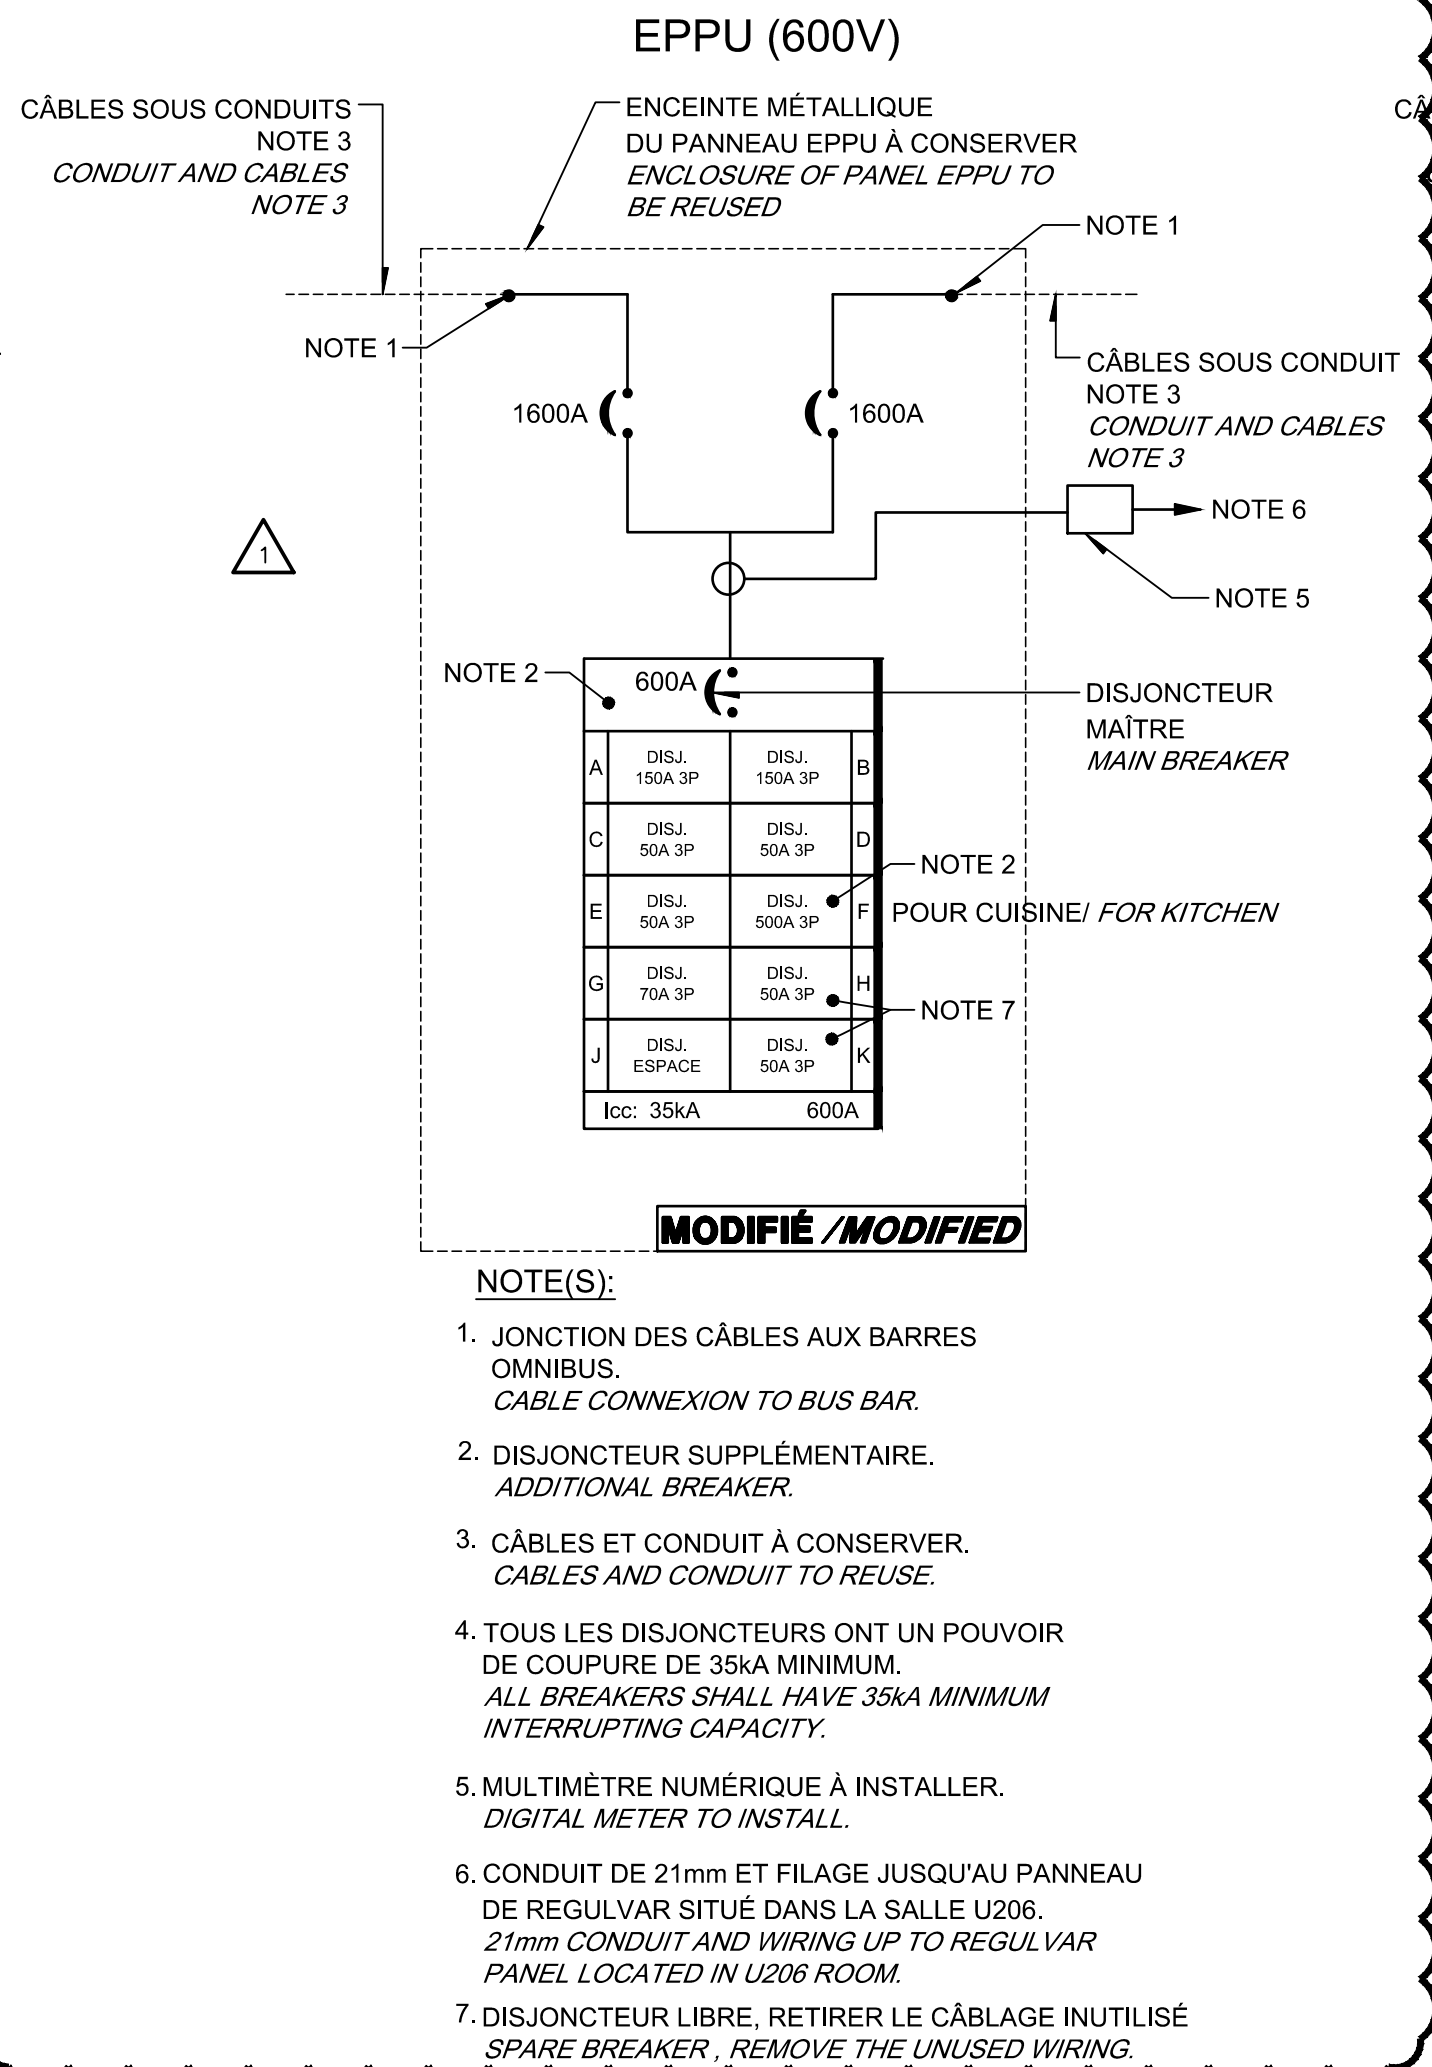 EPPU (600V)
CÂBLES SOUS CONDUITS
NOTE 3
CONDUIT AND CABLES
NOTE 3
ENCEINTE MÉTALLIQUE
DU PANNEAU EPPU À CONSERVER
ENCLOSURE OF PANEL EPPU TO
BE REUSED
CÂ
NOTE 1
NOTE 1
CÂBLES SOUS CONDUIT
NOTE 3
CONDUIT AND CABLES
NOTE 3
1600A
1600A
NOTE 6
1
NOTE 5
NOTE 2
600A
DISJONCTEUR
MAÎTRE
MAIN BREAKER
A
DISJ.
150A 3P
DISJ.
150A 3P
B
C
DISJ.
50A 3P
DISJ.
50A 3P
D
NOTE 2
E
DISJ.
50A 3P
DISJ.
500A 3P
F
POUR CUISINE/ FOR KITCHEN
G
DISJ.
70A 3P
DISJ.
50A 3P
H
NOTE 7
J
DISJ.
ESPACE
DISJ.
50A 3P
K
Icc: 35kA 600A
MODIFIÉ /MODIFIED
NOTE(S):
1. JONCTION DES CÂBLES AUX BARRES
OMNIBUS.
CABLE CONNEXION TO BUS BAR.
2. DISJONCTEUR SUPPLÉMENTAIRE.
ADDITIONAL BREAKER.
3. CÂBLES ET CONDUIT À CONSERVER.
CABLES AND CONDUIT TO REUSE.
4. TOUS LES DISJONCTEURS ONT UN POUVOIR
DE COUPURE DE 35kA MINIMUM.
ALL BREAKERS SHALL HAVE 35kA MINIMUM
INTERRUPTING CAPACITY.
5. MULTIMÈTRE NUMÉRIQUE À INSTALLER.
DIGITAL METER TO INSTALL.
6. CONDUIT DE 21mm ET FILAGE JUSQU'AU PANNEAU
DE REGULVAR SITUÉ DANS LA SALLE U206.
21mm CONDUIT AND WIRING UP TO REGULVAR
PANEL LOCATED IN U206 ROOM.
7. DISJONCTEUR LIBRE, RETIRER LE CÂBLAGE INUTILISÉ
SPARE BREAKER , REMOVE THE UNUSED WIRING.